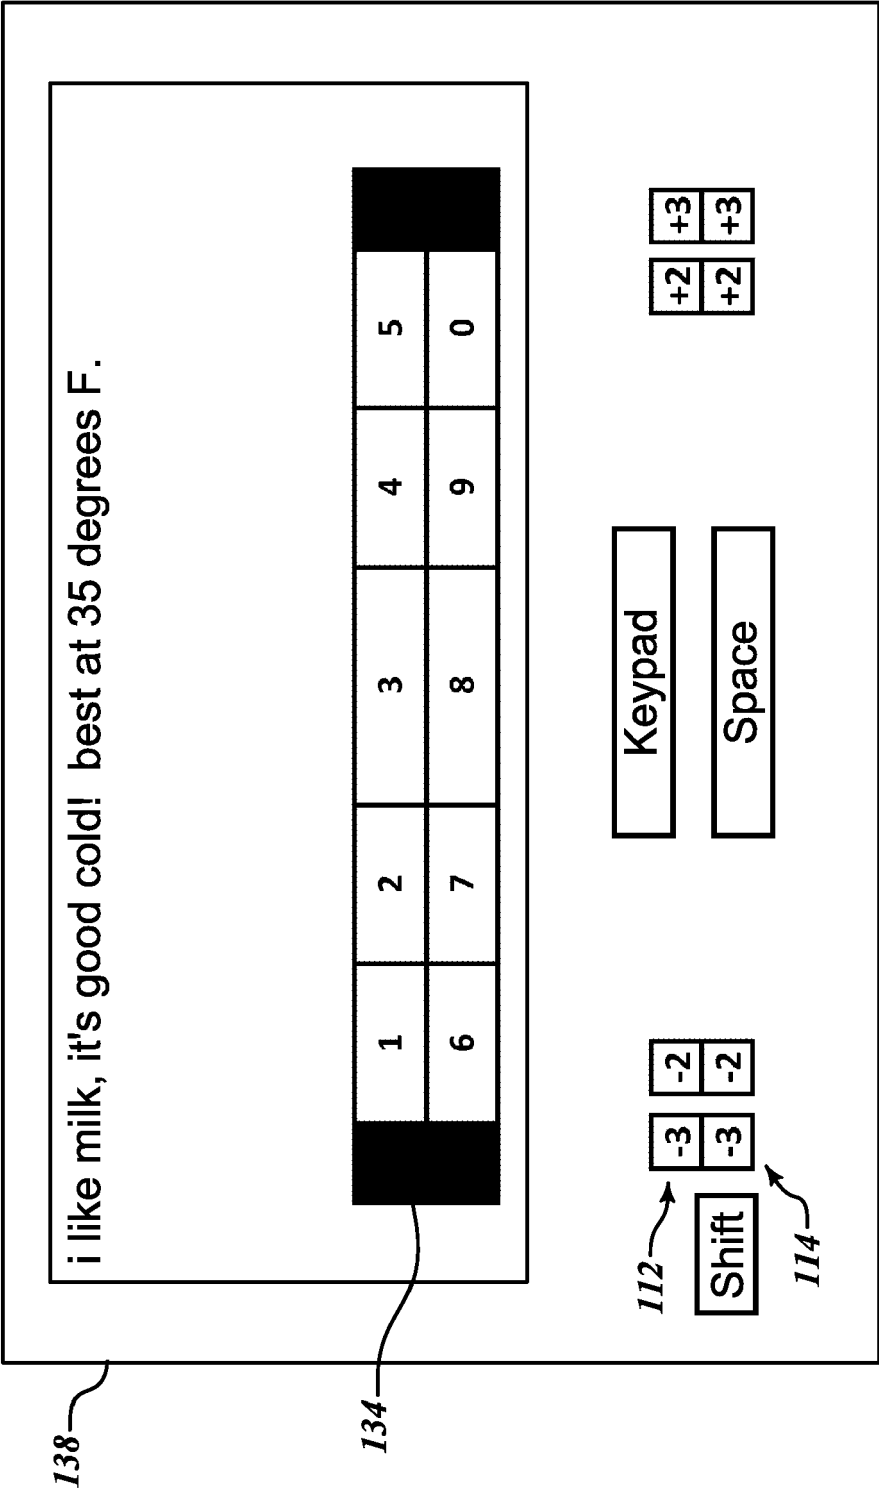 i like milk, it's good cold!  best at 35 degrees F.
1 2 3 4 5
6 7 8 9 0
-3 -2 Keypad +2 +3
-3 -2 Space +2 +3
Shift
138
134
112
114